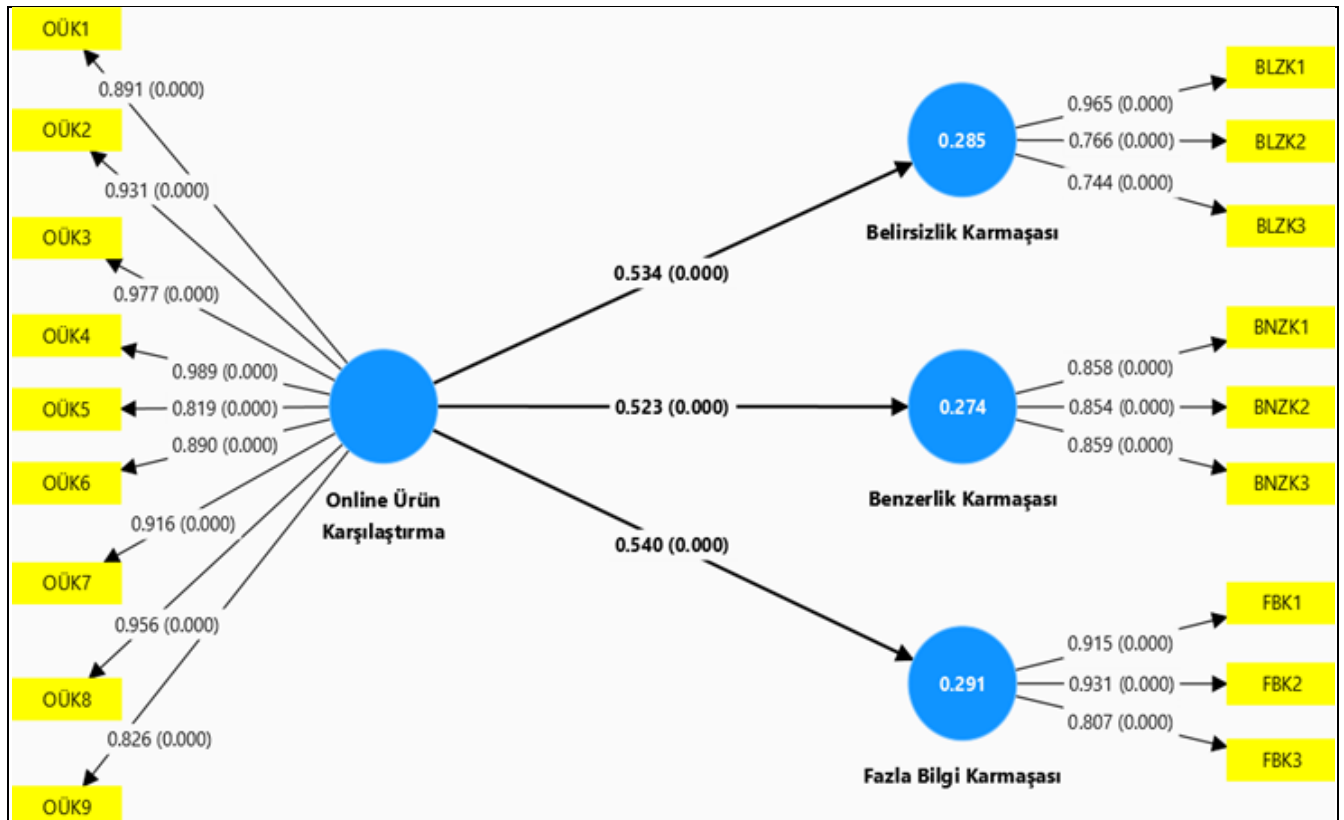 OÜK1
0.891 (0.000)
OÜK2
0.931 (0.000)
OÜK3
0.977 (0.000)
OÜK4
0.989 (0.000)
OÜK5
0.819 (0.000)
0.890 (0.000)
OÜK6
0.916 (0.000)
OÜK7
0.956 (0.000)
OÜK8
0.826 (0.000)
OÜK9
Online Ürün
Karşılaştırma
0.534 (0.000)
0.523 (0.000)
0.540 (0.000)
0.285
Belirsizlik Karmaşası
0.965 (0.000)
0.766 (0.000)
0.744 (0.000)
BLZK1
BLZK2
BLZK3
0.274
Benzerlik Karmaşası
0.858 (0.000)
0.854 (0.000)
0.859 (0.000)
BNZK1
BNZK2
BNZK3
0.291
Fazla Bilgi Karmaşası
0.915 (0.000)
0.931 (0.000)
0.807 (0.000)
FBK1
FBK2
FBK3